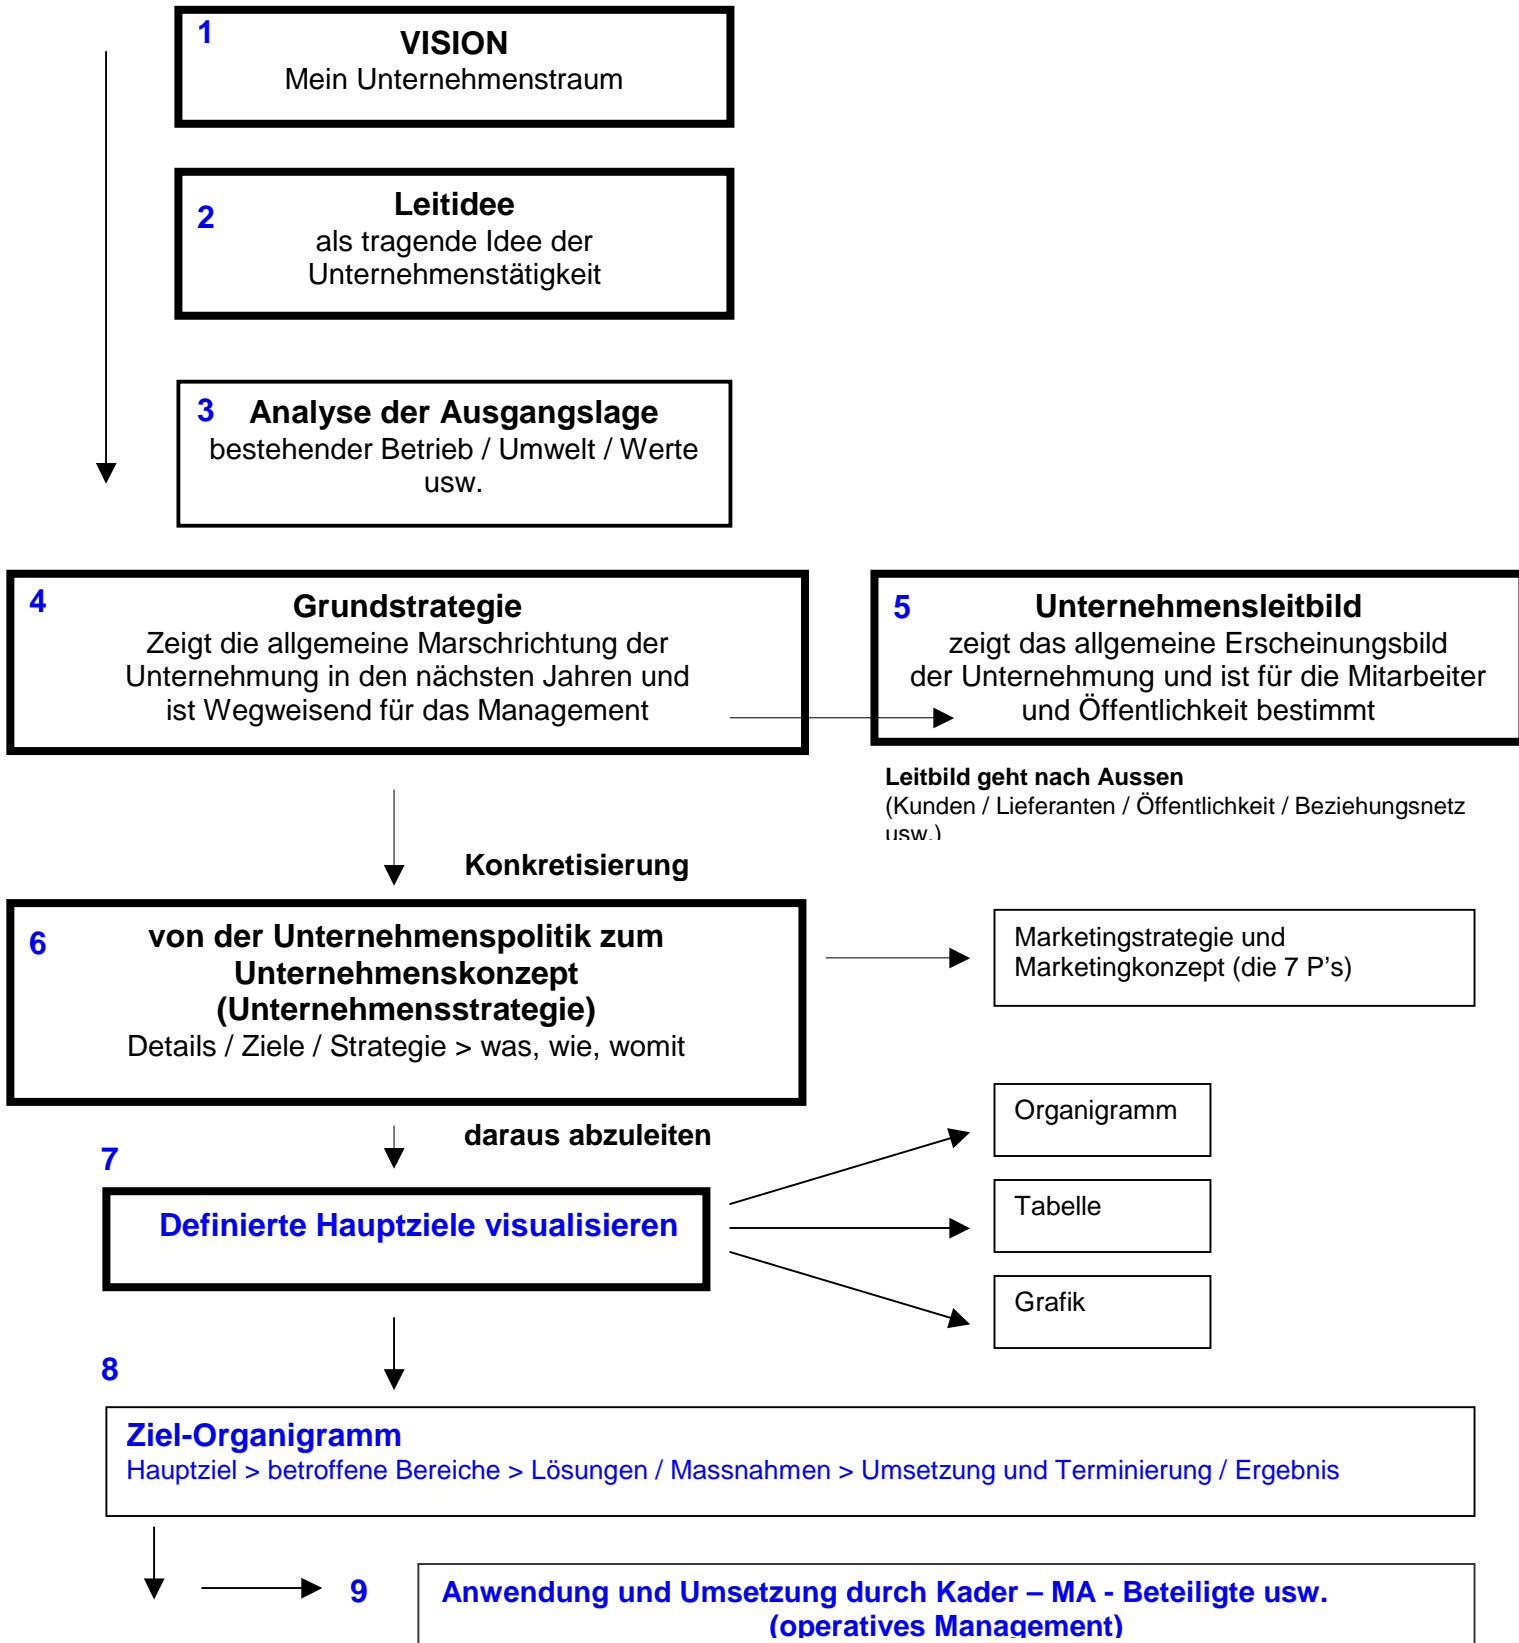 1
VISION
Mein Unternehmenstraum
2
Leitidee
als tragende Idee der
Unternehmenstätigkeit
3 Analyse der Ausgangslage
bestehender Betrieb / Umwelt / Werte
usw.
4
Grundstrategie
Zeigt die allgemeine Marschrichtung der
Unternehmung in den nächsten Jahren und
ist Wegweisend für das Management
5 Unternehmensleitbild
zeigt das allgemeine Erscheinungsbild
der Unternehmung und ist für die Mitarbeiter
und Öffentlichkeit bestimmt
Leitbild geht nach Aussen
(Kunden / Lieferanten / Öffentlichkeit / Beziehungsnetz
usw.)
Konkretisierung
6
von der Unternehmenspolitik zum
Unternehmenskonzept
(Unternehmensstrategie)
Details / Ziele / Strategie > was, wie, womit
Marketingstrategie und
Marketingkonzept (die 7 P's)
daraus abzuleiten
7
Definierte Hauptziele visualisieren
Organigramm
Tabelle
Grafik
8
Ziel-Organigramm
Hauptziel > betroffene Bereiche > Lösungen / Massnahmen > Umsetzung und Terminierung / Ergebnis
9 Anwendung und Umsetzung durch Kader – MA - Beteiligte usw.
(operatives Management)